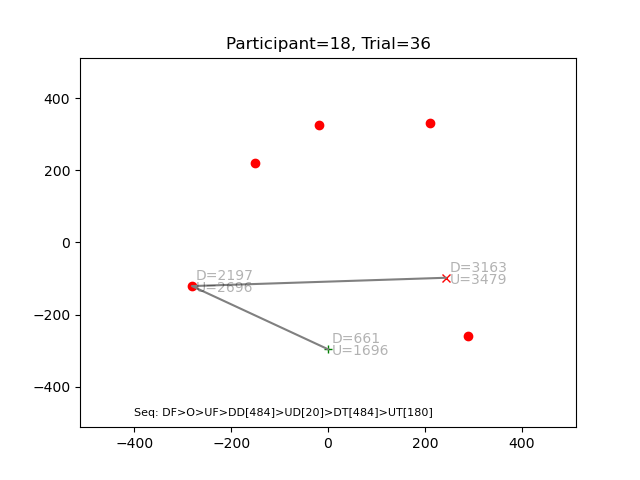 Participant=18, Trial=36
400
200
0
−200
−400
D=2197
U=2696
D=3163
U=3479
D=661
U=1696
Seq: DF>O>UF>DD[484]>UD[20]>DT[484]>UT[180]
−400 −200 0 200 400